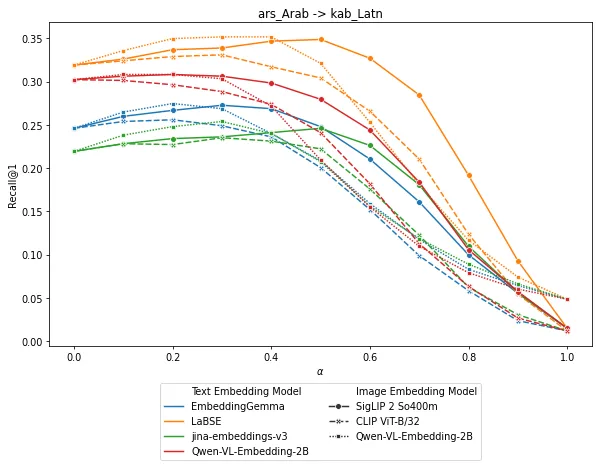 ars_Arab -> kab_Latn
Recall@1
0.35
0.30
0.25
0.20
0.15
0.10
0.05
0.00
0.0 0.2 0.4 0.6 0.8 1.0
α
Text Embedding Model Image Embedding Model
EmbeddingGemma SigLIP 2 So400m
LaBSE CLIP ViT-B/32
jina-embeddings-v3 Qwen-VL-Embedding-2B
Qwen-VL-Embedding-2B